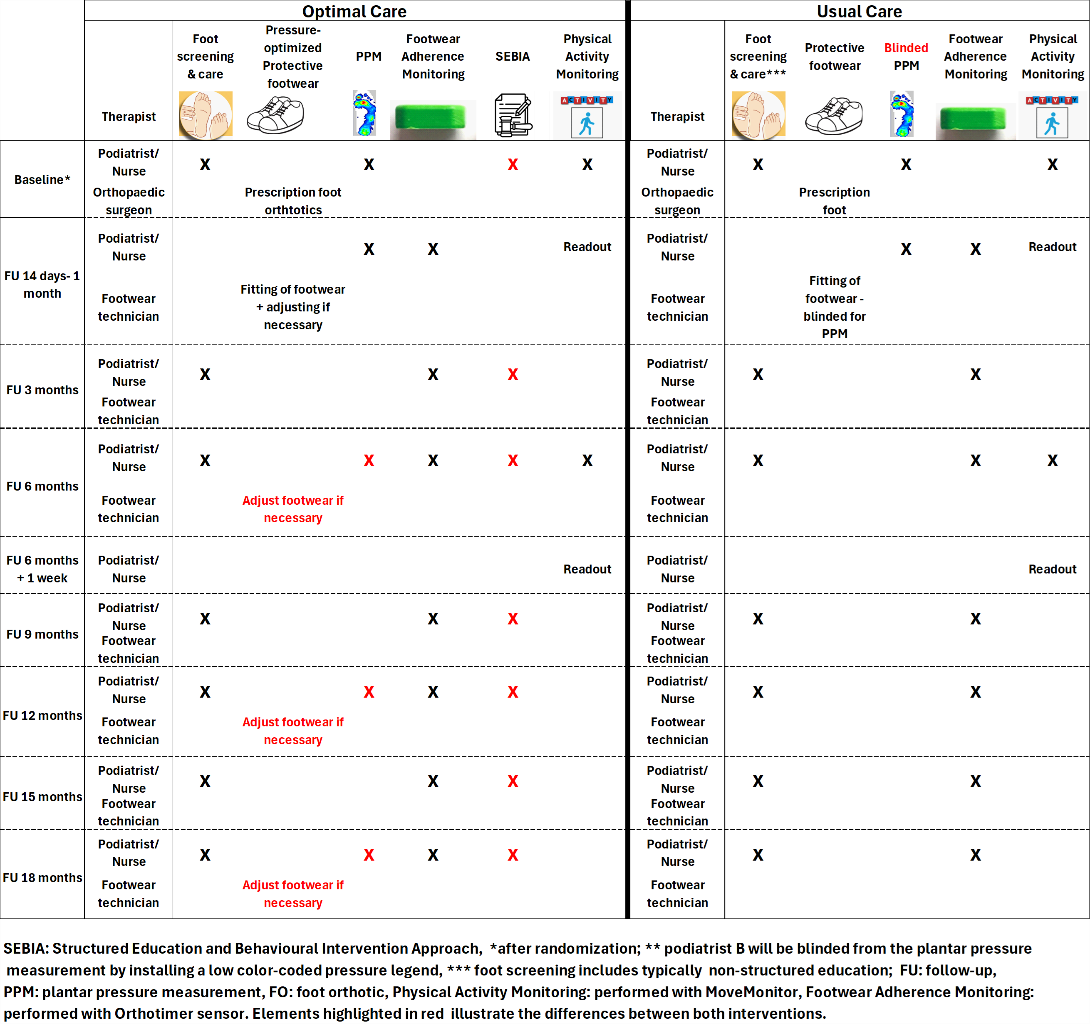 Optimal Care
Usual Care
Foot
screening
& care
Pressure-
optimized
Protective
footwear
PPM
Footwear
Adherence
Monitoring
SEBIA
Physical
Activity
Monitoring
Foot
screening
& care***
Protective
footwear
Blinded
PPM
Footwear
Adherence
Monitoring
Physical
Activity
Monitoring
Therapist
ACTIVITY
Therapist
ACTIVITY
Baseline*
Podiatrist/
Nurse
X X X X
Orthopaedic
surgeon
Prescription foot
orthtotics
Podiatrist/
Nurse
X X X
Orthopaedic
surgeon
Prescription
foot
FU 14 days- 1
month
Podiatrist/
Nurse
X X Readout
Footwear
technician
Fitting of footwear
+ adjusting if
necessary
Podiatrist/
Nurse
X X Readout
Footwear
technician
Fitting of
footwear -
blinded for
PPM
FU 3 months
Podiatrist/
Nurse
X X X
Footwear
technician
Podiatrist/
Nurse
X X
Footwear
technician
FU 6 months
Podiatrist/
Nurse
X X X X X
Footwear
technician
Adjust footwear if
necessary
Podiatrist/
Nurse
X X X
Footwear
technician
FU 6 months
+ 1 week
Podiatrist/
Nurse
Readout
Podiatrist/
Nurse
Readout
FU 9 months
Podiatrist/
Nurse
X X X
Footwear
technician
Podiatrist/
Nurse
X X
Footwear
technician
FU 12 months
Podiatrist/
Nurse
X X X X
Footwear
technician
Adjust footwear if
necessary
Podiatrist/
Nurse
X X
Footwear
technician
FU 15 months
Podiatrist/
Nurse
X X X
Footwear
technician
Podiatrist/
Nurse
X X
Footwear
technician
FU 18 months
Podiatrist/
Nurse
X X X X
Footwear
technician
Adjust footwear if
necessary
Podiatrist/
Nurse
X X
Footwear
technician
SEBIA: Structured Education and Behavioural Intervention Approach, *after randomization; ** podiatrist B will be blinded from the plantar pressure
measurement by installing a low color-coded pressure legend, *** foot screening includes typically non-structured education; FU: follow-up,
PPM: plantar pressure measurement, FO: foot orthotic, Physical Activity Monitoring: performed with MoveMonitor, Footwear Adherence Monitoring:
performed with Orthotimer sensor. Elements highlighted in red illustrate the differences between both interventions.